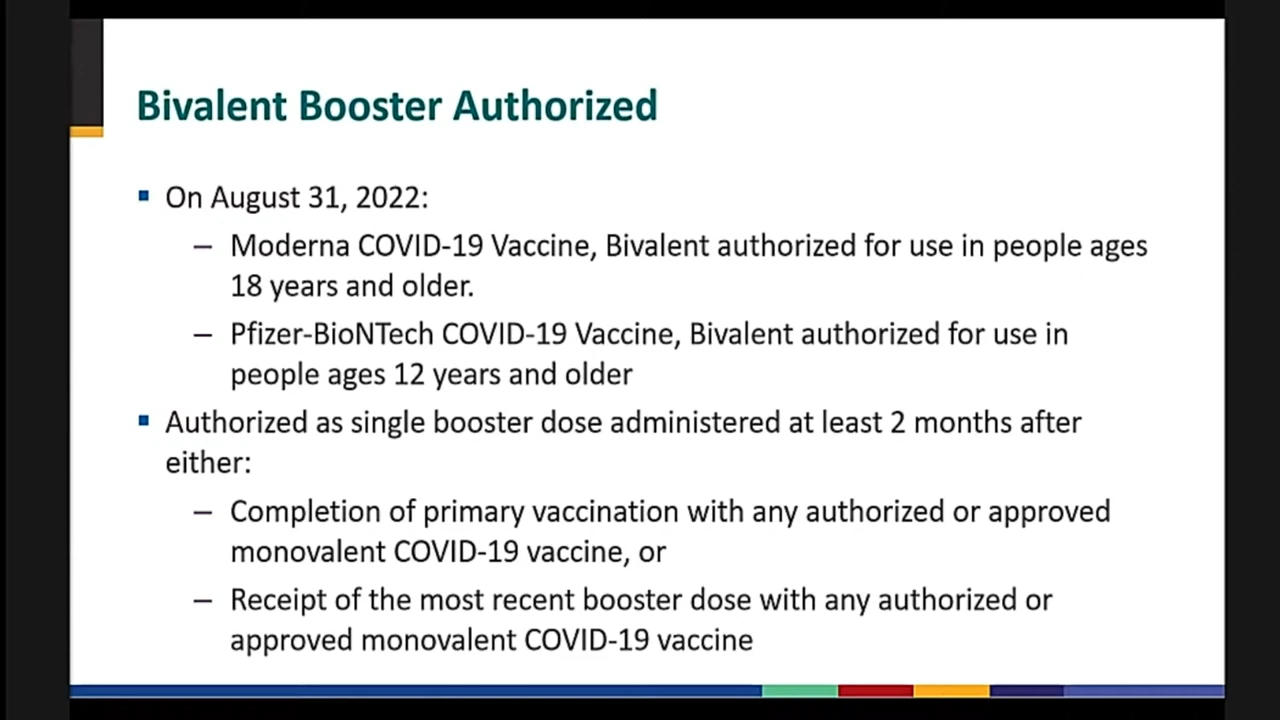 Bivalent Booster Authorized
▪ On August 31, 2022:
– Moderna COVID-19 Vaccine, Bivalent authorized for use in people ages
18 years and older.
– Pfizer-BioNTech COVID-19 Vaccine, Bivalent authorized for use in
people ages 12 years and older
▪ Authorized as single booster dose administered at least 2 months after
either:
– Completion of primary vaccination with any authorized or approved
monovalent COVID-19 vaccine, or
– Receipt of the most recent booster dose with any authorized or
approved monovalent COVID-19 vaccine